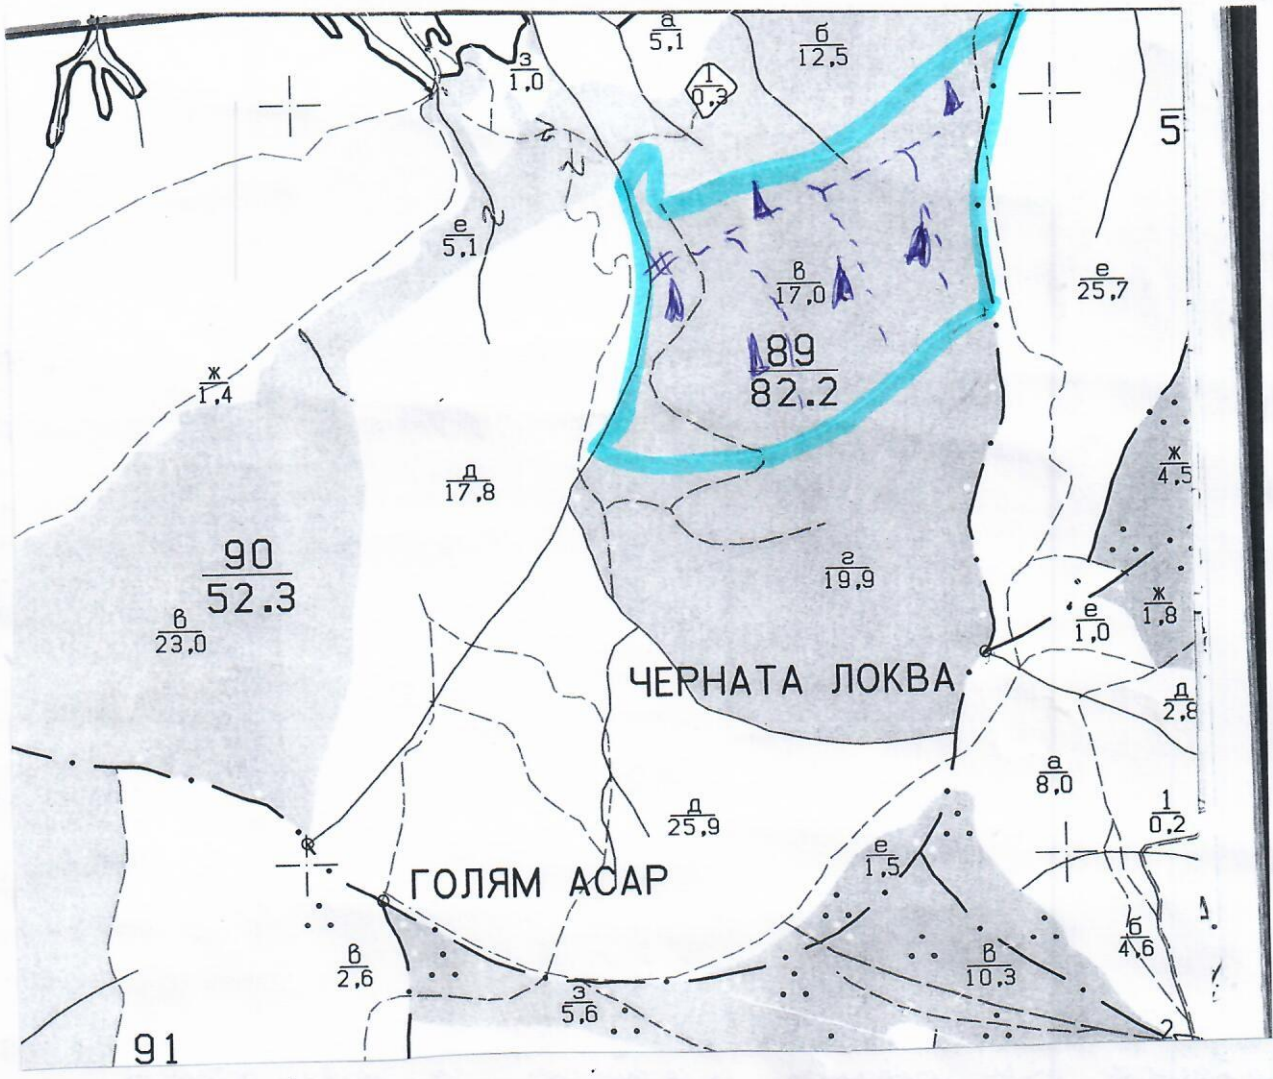 а
5,1
б
12,5
з
1,0
1
0,3
5
е
5,1
е
25,7
в
17,0
89
82.2
ж
1,4
д
17,8
ж
4,5
90
52.3
г
19,9
ж
1,8
е
1,0
в
23,0
ЧЕРНАТА ЛОКВА
д
2,8
а
8,0
1
0,2
д
25,9
е
1,5
ГОЛЯМ АСАР
б
4,6
в
2,6
в
10,3
з
5,6
2
91